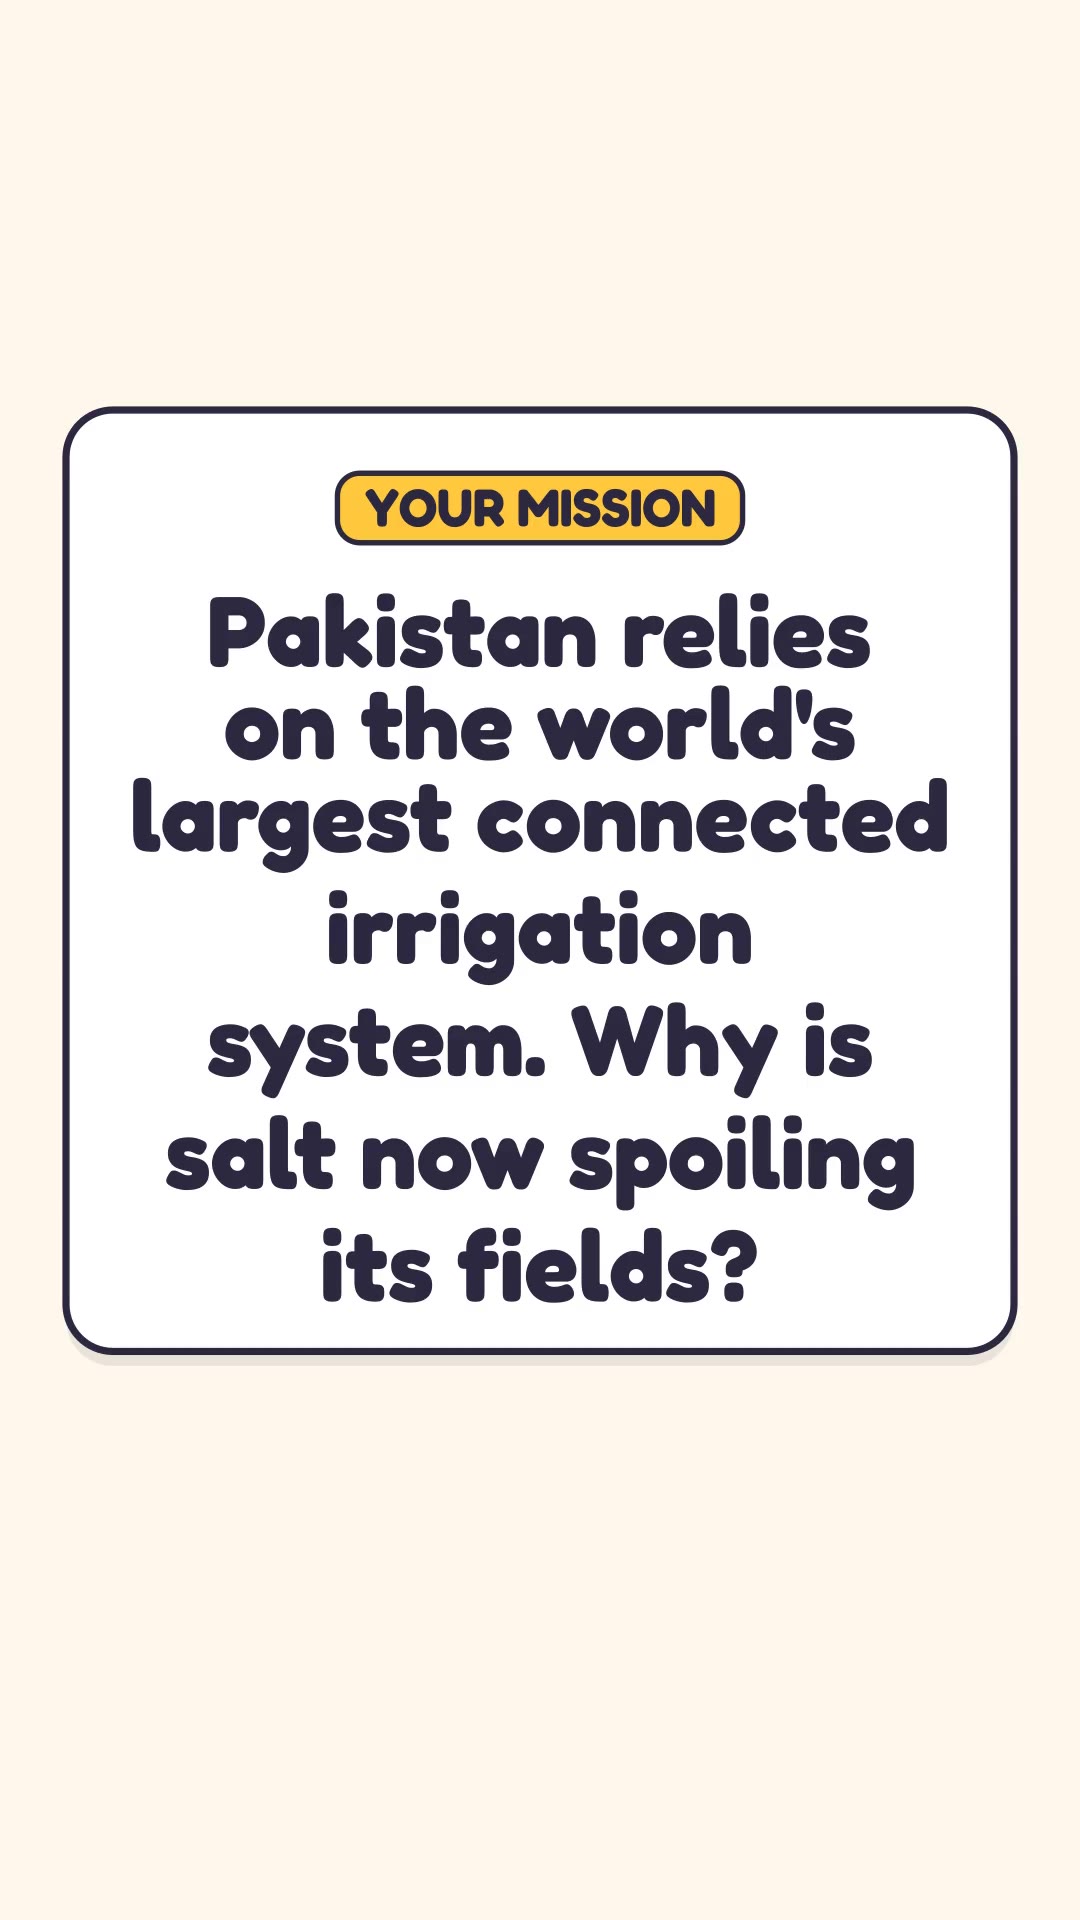 YOUR MISSION
Pakistan relies
on the world's
largest connected
irrigation
system. Why is
salt now spoiling
its fields?